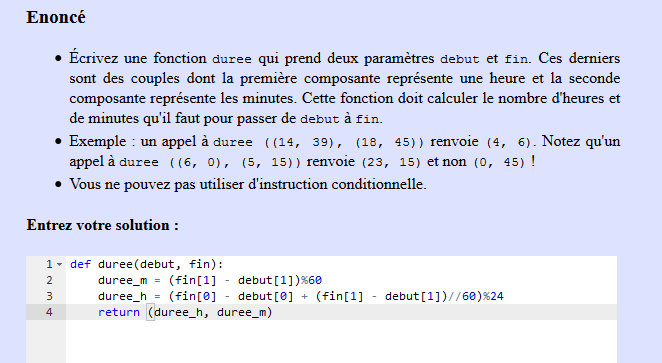 Enoncé
• Écrivez une fonction duree qui prend deux paramètres debut et fin. Ces derniers
sont des couples dont la première composante représente une heure et la seconde
composante représente les minutes. Cette fonction doit calculer le nombre d'heures et
de minutes qu'il faut pour passer de debut à fin.
• Exemple : un appel à duree ((14, 39), (18, 45)) renvoie (4, 6). Notez qu'un
appel à duree ((6, 0), (5, 15)) renvoie (23, 15) et non (0, 45) !
• Vous ne pouvez pas utiliser d'instruction conditionnelle.
Entrez votre solution :
1 def duree(debut, fin):
2     duree_m = (fin[1] - debut[1])%60
3     duree_h = (fin[0] - debut[0] + (fin[1] - debut[1])//60)%24
4     return (duree_h, duree_m)